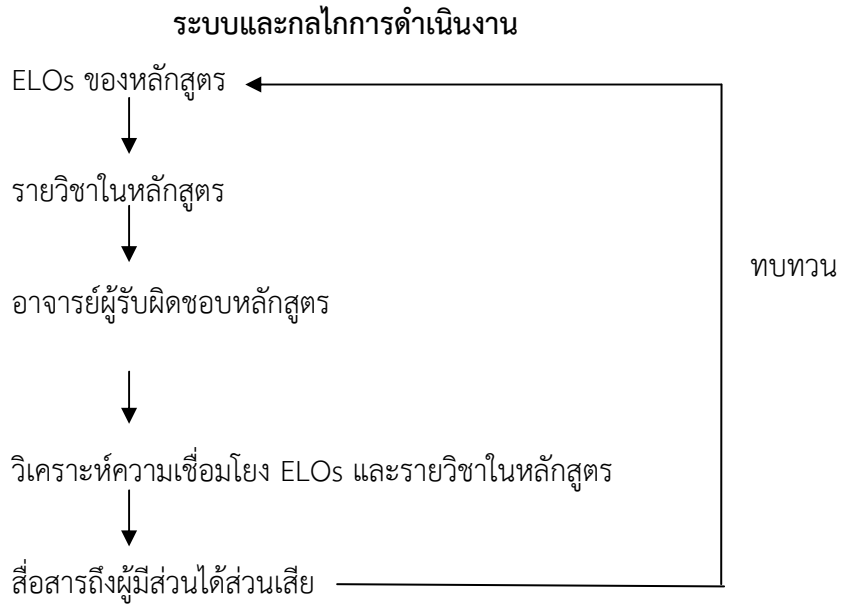 ระบบและกลไกการดำเนินงาน
ELOs ของหลักสูตร
รายวิชาในหลักสูตร
ทบทวน
อาจารย์ผู้รับผิดชอบหลักสูตร
วิเคราะห์ความเชื่อมโยง ELOs และรายวิชาในหลักสูตร
สื่อสารถึงผู้มีส่วนได้ส่วนเสีย